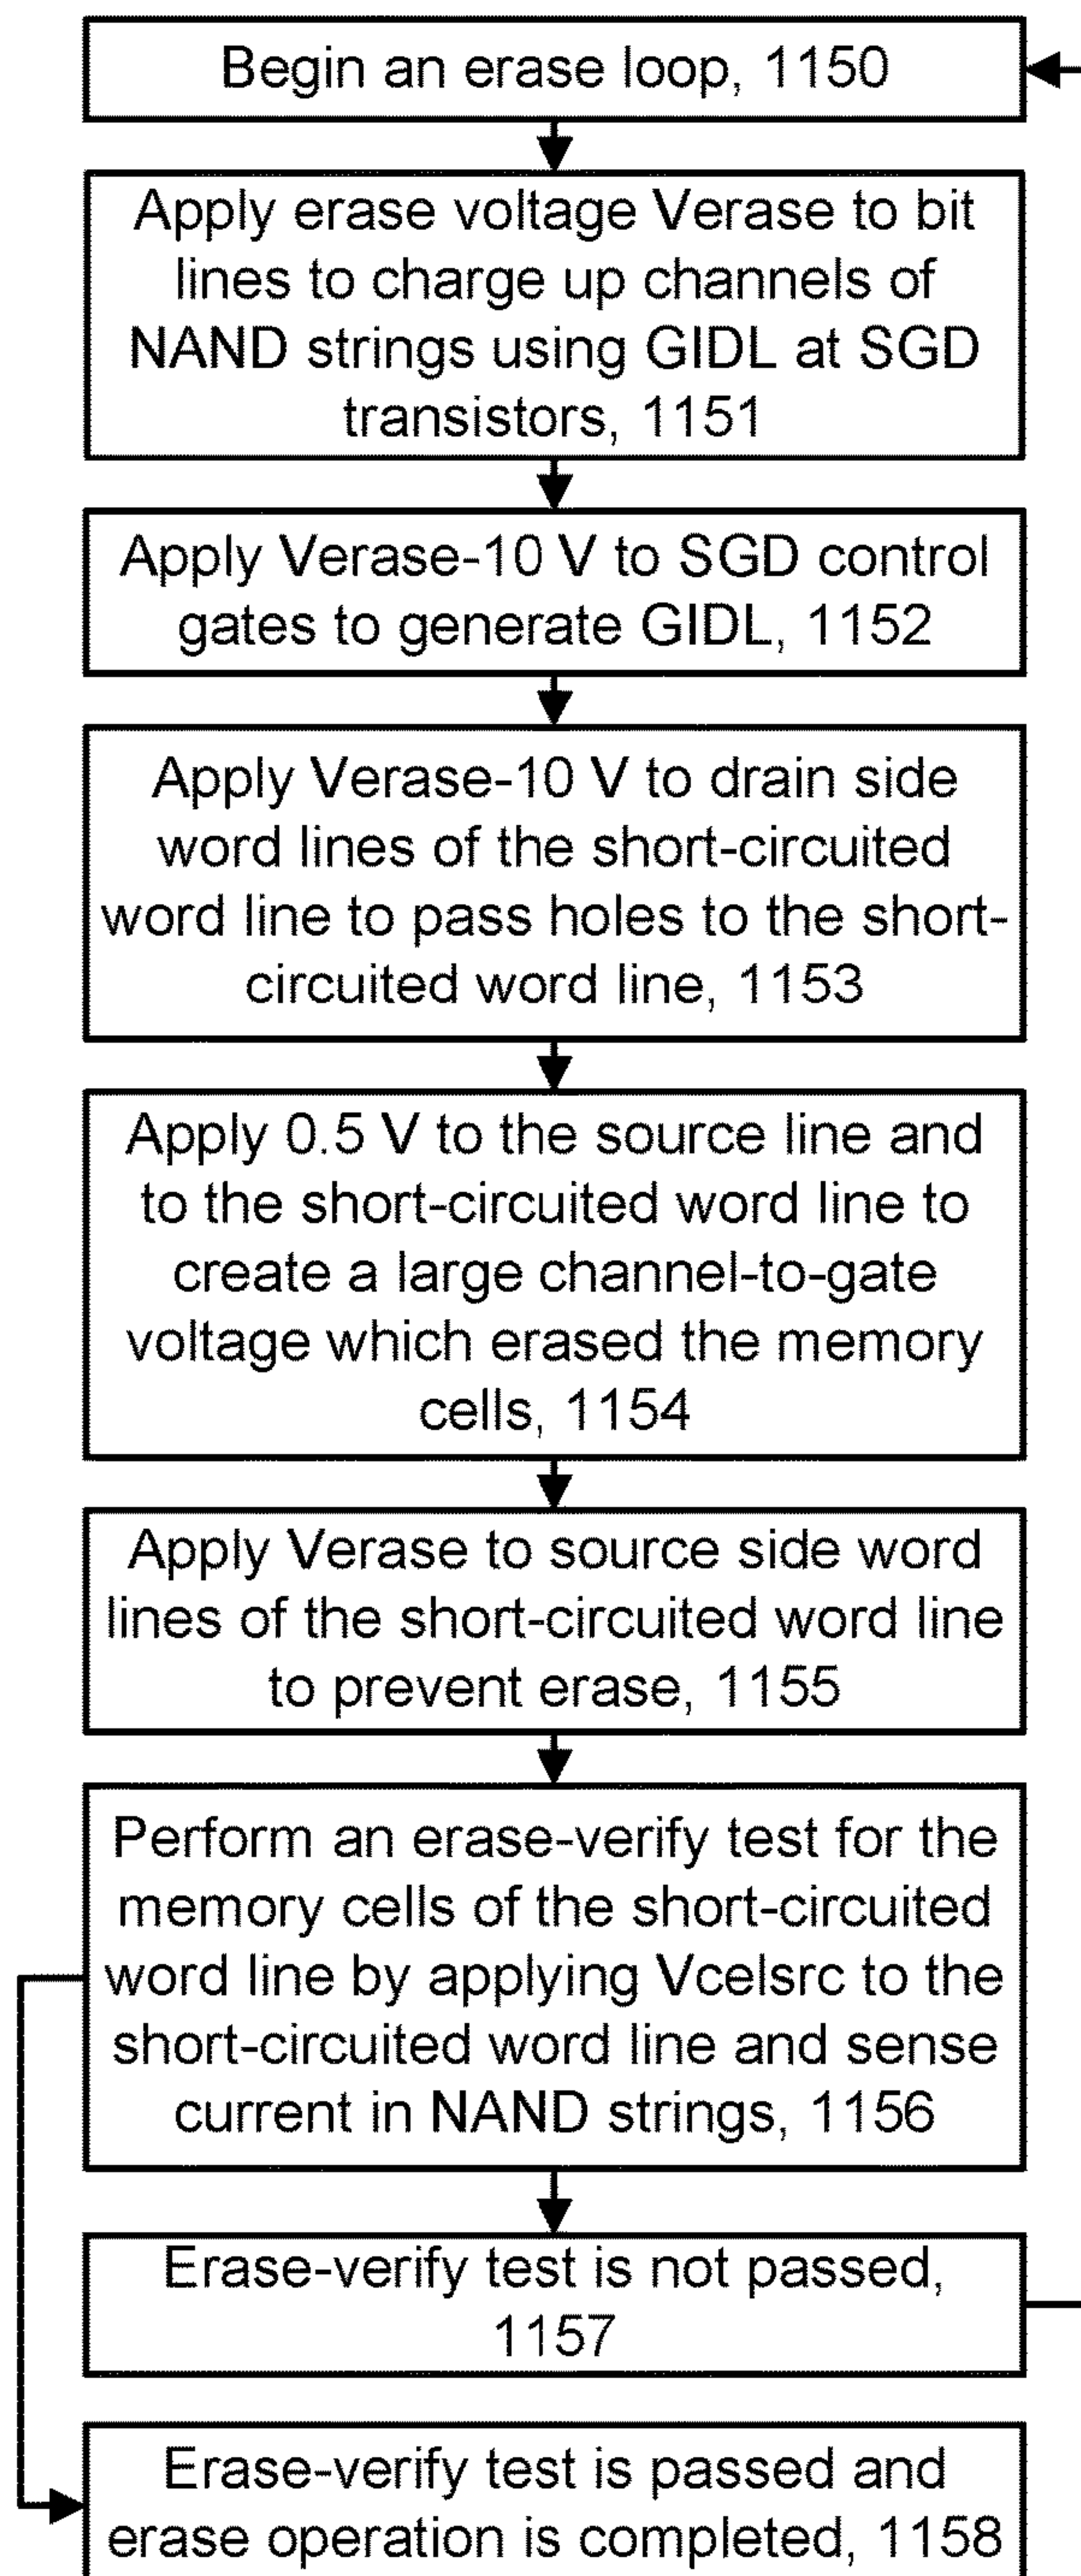 Begin an erase loop, 1150
Apply erase voltage Verase to bit
lines to charge up channels of
NAND strings using GIDL at SGD
transistors, 1151
Apply Verase-10 V to SGD control
gates to generate GIDL, 1152
Apply Verase-10 V to drain side
word lines of the short-circuited
word line to pass holes to the short-
circuited word line, 1153
Apply 0.5 V to the source line and
to the short-circuited word line to
create a large channel-to-gate
voltage which erased the memory
cells, 1154
Apply Verase to source side word
lines of the short-circuited word line
to prevent erase, 1155
Perform an erase-verify test for the
memory cells of the short-circuited
word line by applying Vcelsrc to the
short-circuited word line and sense
current in NAND strings, 1156
Erase-verify test is not passed,
1157
Erase-verify test is passed and
erase operation is completed, 1158